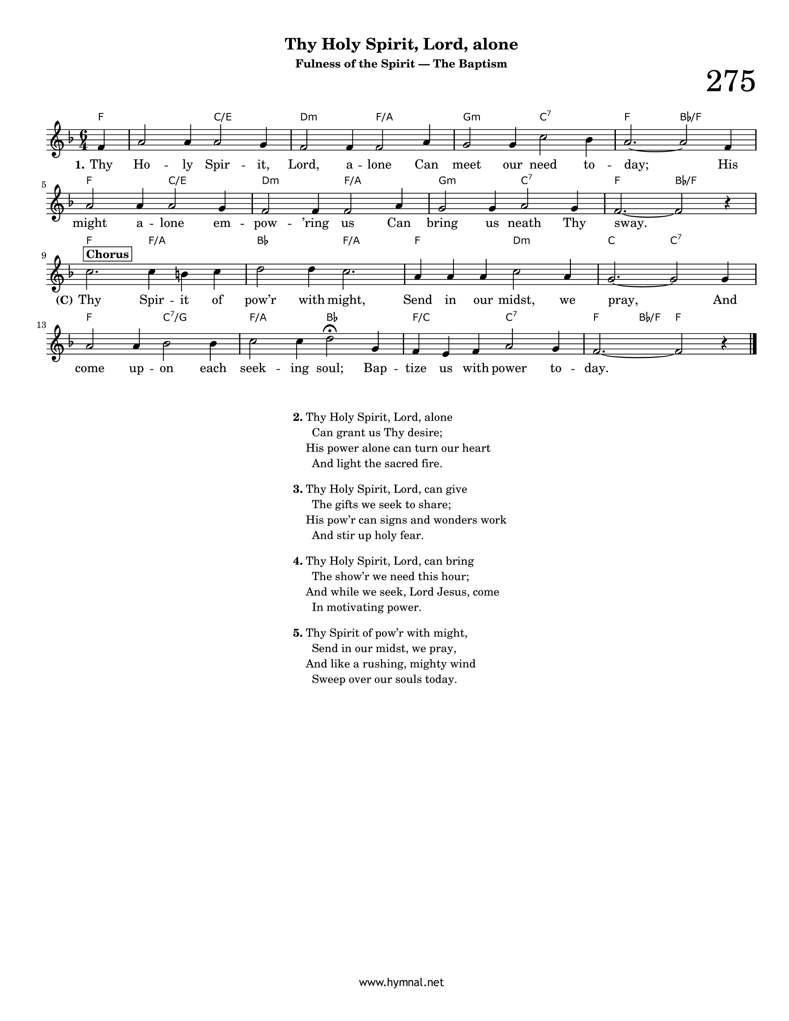 Thy Holy Spirit, Lord, alone
Fulness of the Spirit — The Baptism
275
F C/E Dm F/A Gm C7 F B♭/F
6
4
1. Thy Ho - ly Spir - it, Lord, a - lone Can meet our need to - day; His
5 F C/E Dm F/A Gm C7 F B♭/F
might a - lone em - pow - 'ring us Can bring us neath Thy sway.
9 F F/A B♭ F/A F Dm C C7
Chorus
(C) Thy Spir - it of pow'r with might, Send in our midst, we pray, And
13 F C7/G F/A B♭ F/C C7 F B♭/F F
come up - on each seek - ing soul; Bap - tize us with power to - day.
2. Thy Holy Spirit, Lord, alone
Can grant us Thy desire;
His power alone can turn our heart
And light the sacred fire.
3. Thy Holy Spirit, Lord, can give
The gifts we seek to share;
His pow'r can signs and wonders work
And stir up holy fear.
4. Thy Holy Spirit, Lord, can bring
The show'r we need this hour;
And while we seek, Lord Jesus, come
In motivating power.
5. Thy Spirit of pow'r with might,
Send in our midst, we pray,
And like a rushing, mighty wind
Sweep over our souls today.
www.hymnal.net